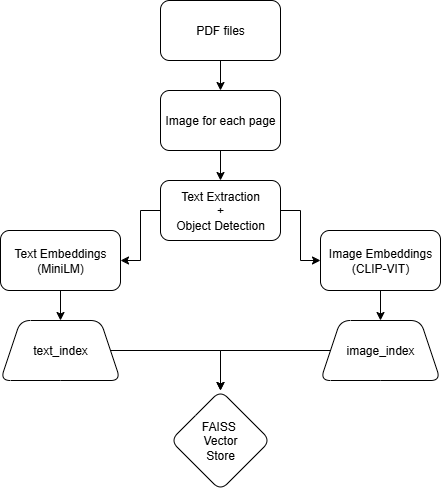 PDF files
Image for each page
Text Extraction
+
Object Detection
Text Embeddings
(MiniLM)
Image Embeddings
(CLIP-VIT)
text_index
image_index
FAISS
Vector
Store